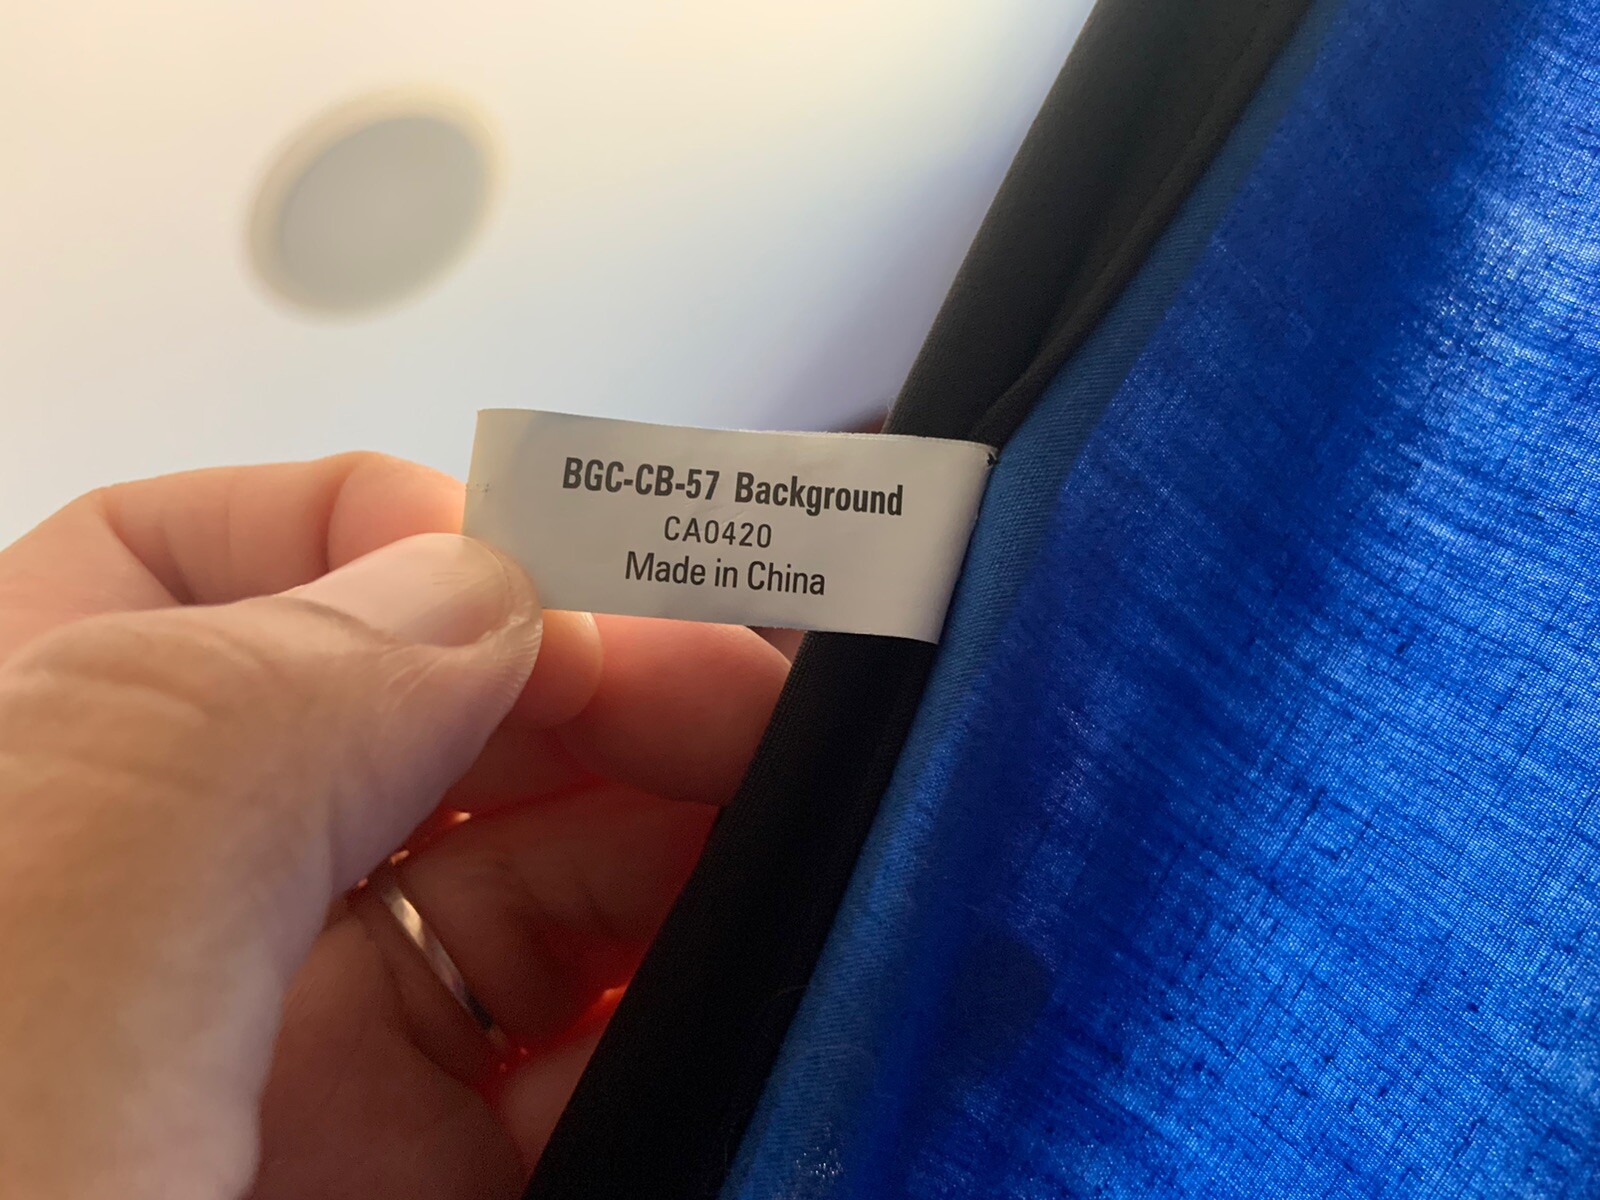 BGC-CB-57 Background
CA0420
Made in China